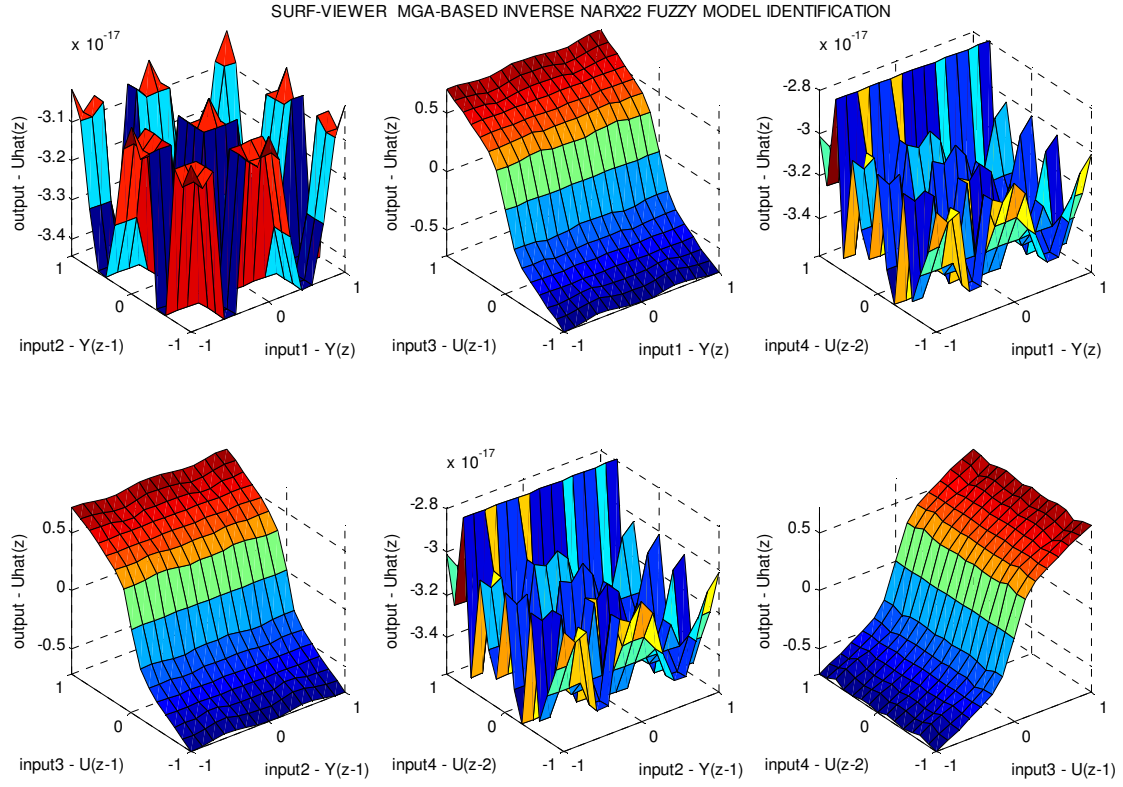 SURF-VIEWER MGA-BASED INVERSE NARX22 FUZZY MODEL IDENTIFICATION
x 10^-17
-3.1
-3.2
-3.3
-3.4
output - Uhat(z)
1
0
-1
-1
0
1
input2 - Y(z-1)
input1 - Y(z)
0.5
0
-0.5
output - Uhat(z)
1
0
-1
-1
0
1
input3 - U(z-1)
input1 - Y(z)
x 10^-17
-2.8
-3
-3.2
-3.4
output - Uhat(z)
1
0
-1
-1
0
1
input4 - U(z-2)
input1 - Y(z)
0.5
0
-0.5
output - Uhat(z)
1
0
-1
-1
0
1
input3 - U(z-1)
input2 - Y(z-1)
x 10^-17
-2.8
-3
-3.2
-3.4
output - Uhat(z)
1
0
-1
-1
0
1
input4 - U(z-2)
input2 - Y(z-1)
0.5
0
-0.5
output - Uhat(z)
1
0
-1
-1
0
1
input4 - U(z-2)
input3 - U(z-1)